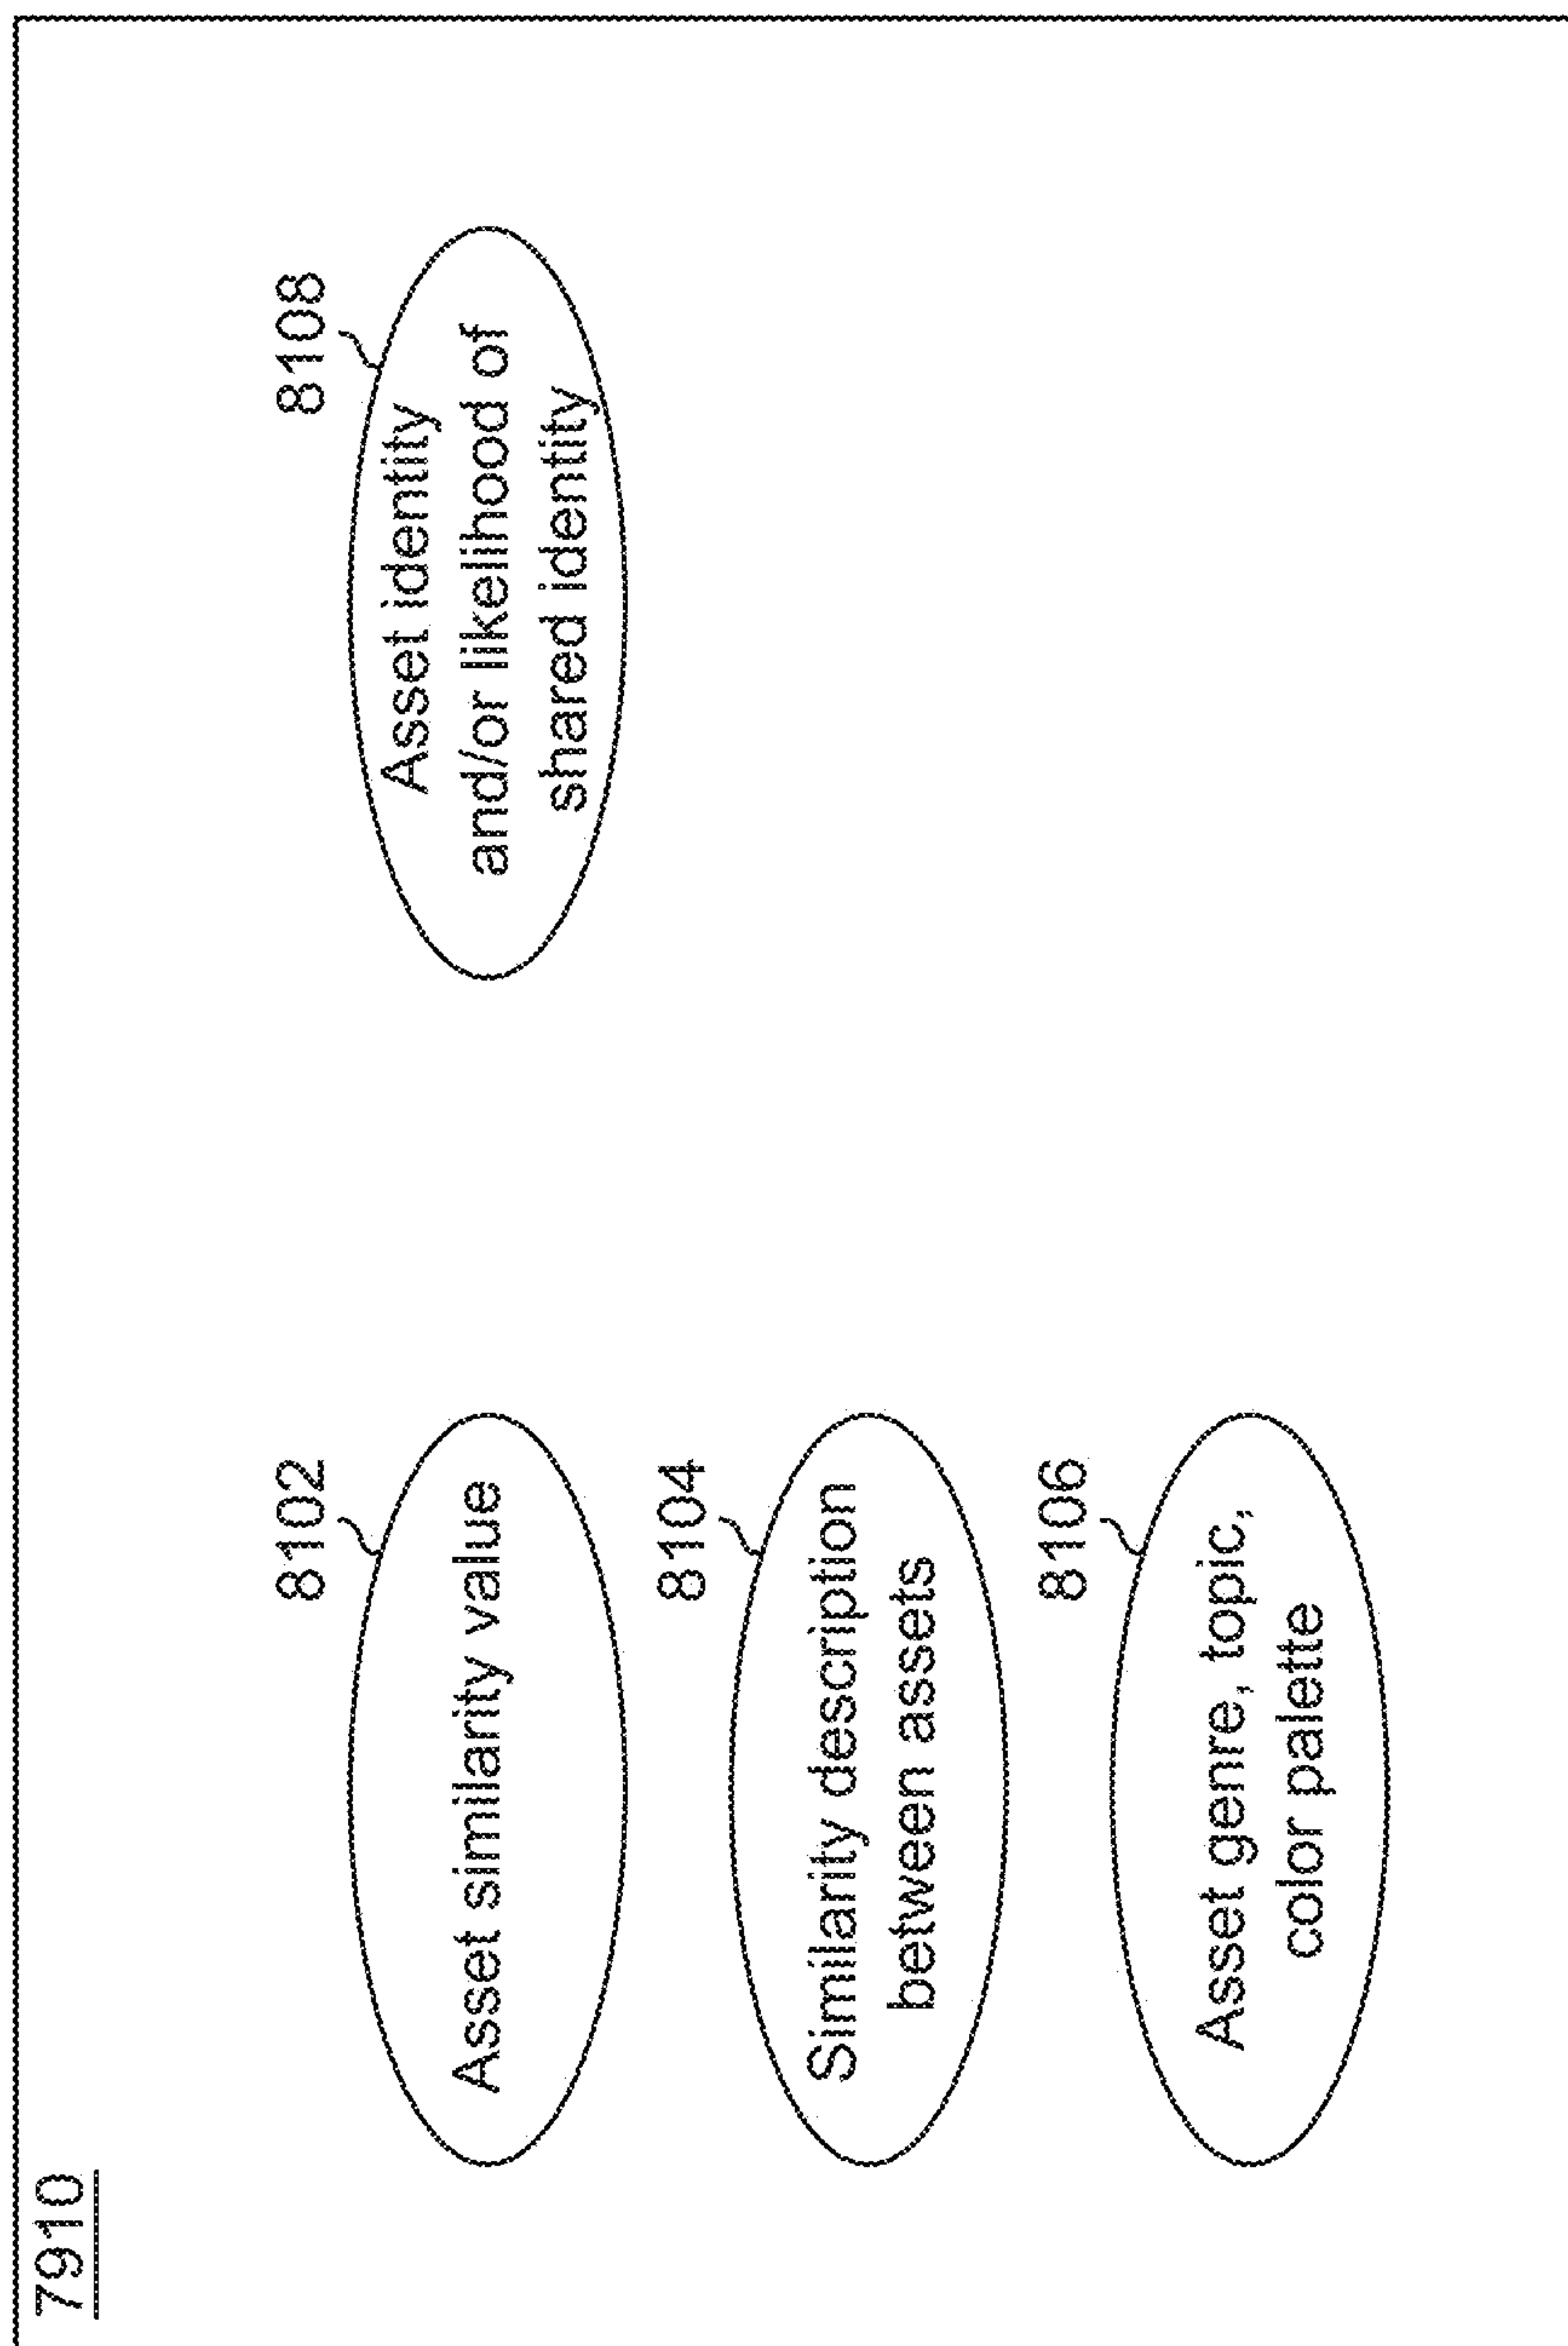 7910
8102
Asset similarity value
8104
Similarity description
between assets
8106
Asset genre, topic,
color palette
8108
Asset identity
and/or likelihood of
shared identity